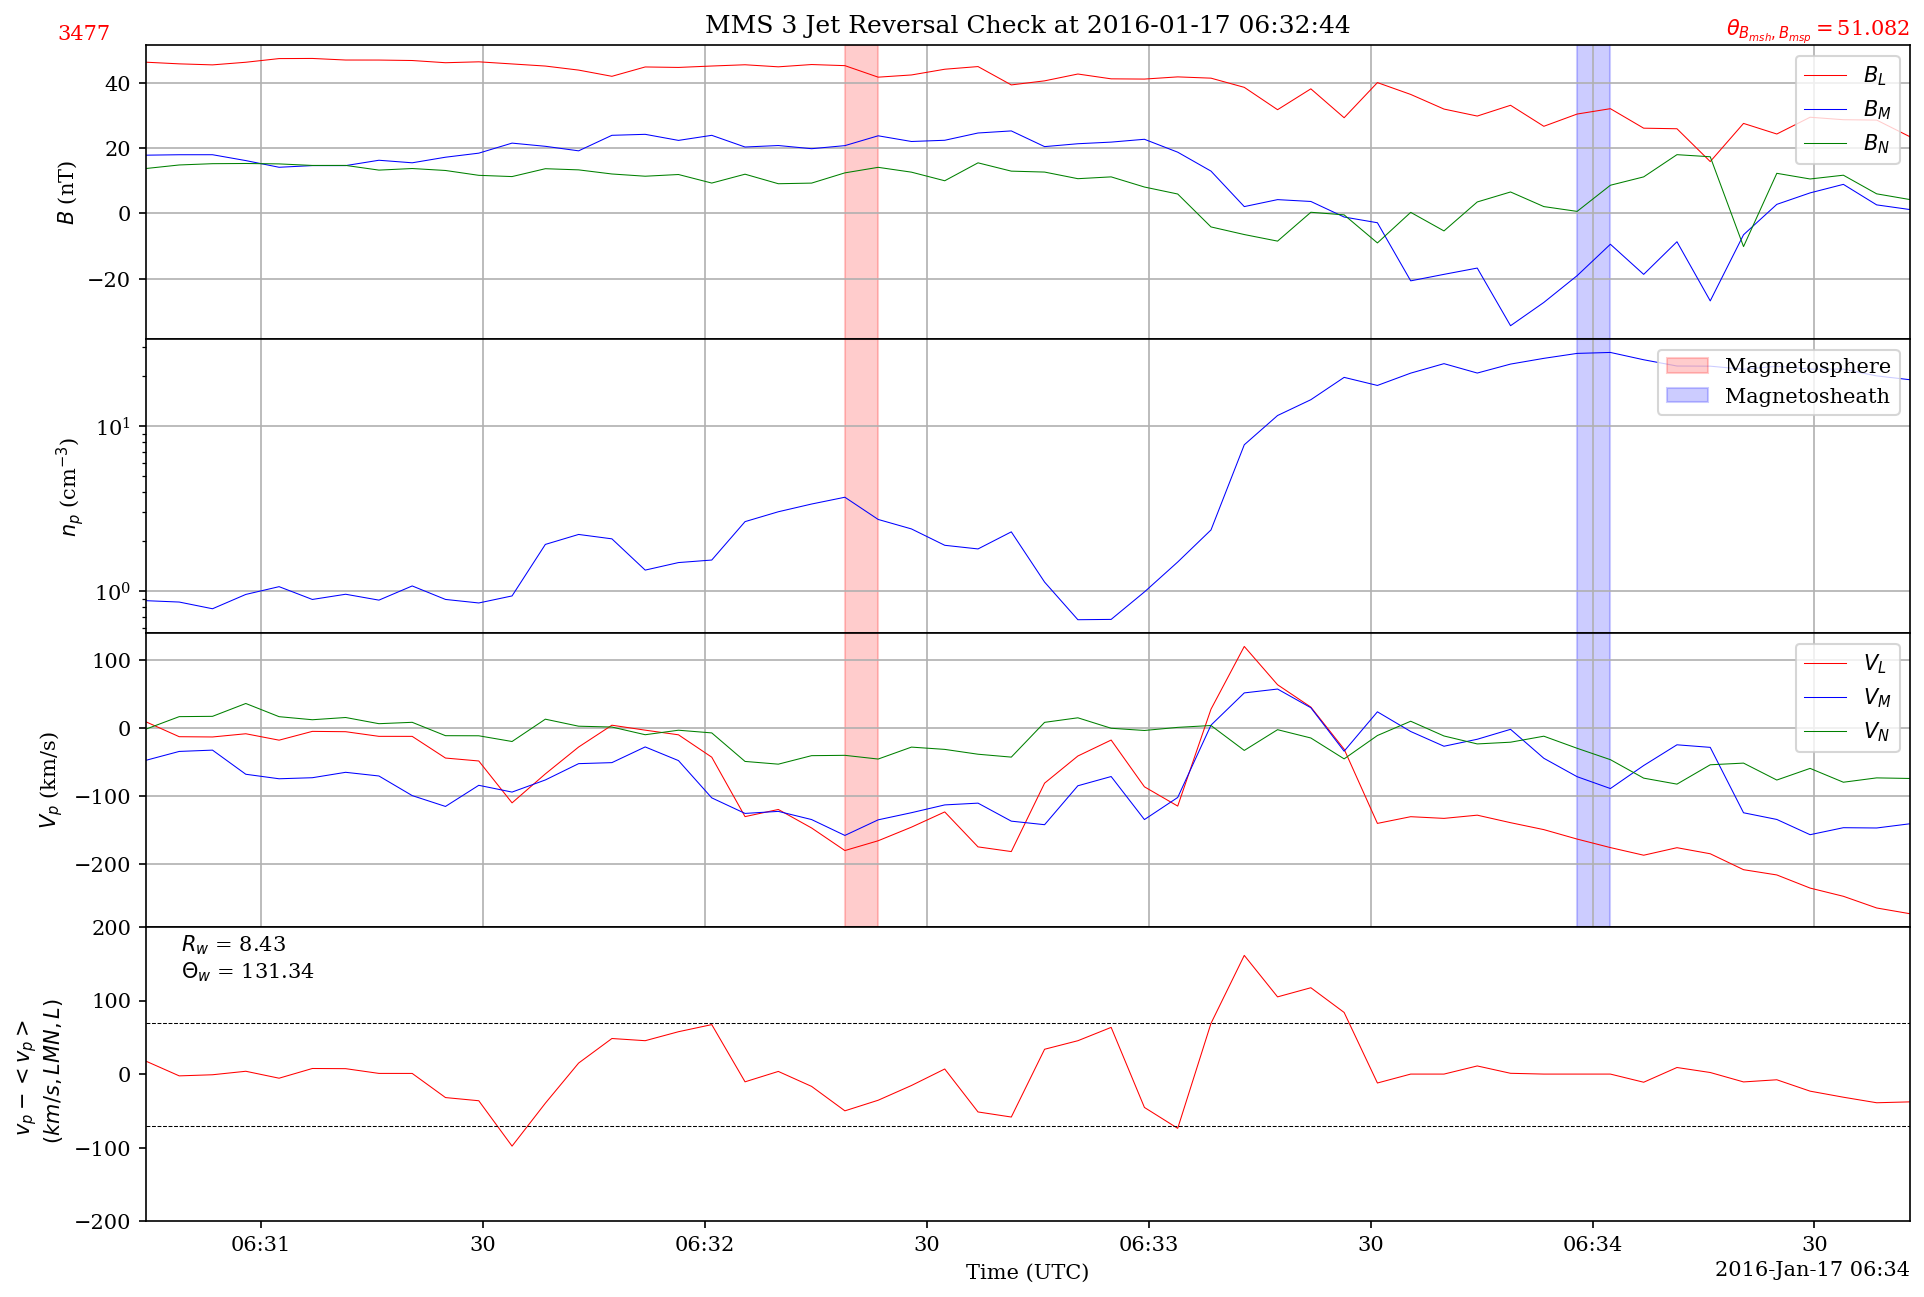 MMS 3 Jet Reversal Check at 2016-01-17 06:32:44
3477
θ_{B_{msh}, B_{msp}} = 51.082
40
20
0
−20
B (nT)
B_L
B_M
B_N
10^1
10^0
n_p (cm^{−3})
Magnetosphere
Magnetosheath
100
0
−100
−200
V_p (km/s)
V_L
V_M
V_N
200
100
0
−100
−200
v_p − < v_p >
(km/s, LMN, L)
R_w = 8.43
Θ_w = 131.34
06:31 30 06:32 30 06:33 30 06:34 30
Time (UTC)
2016-Jan-17 06:34